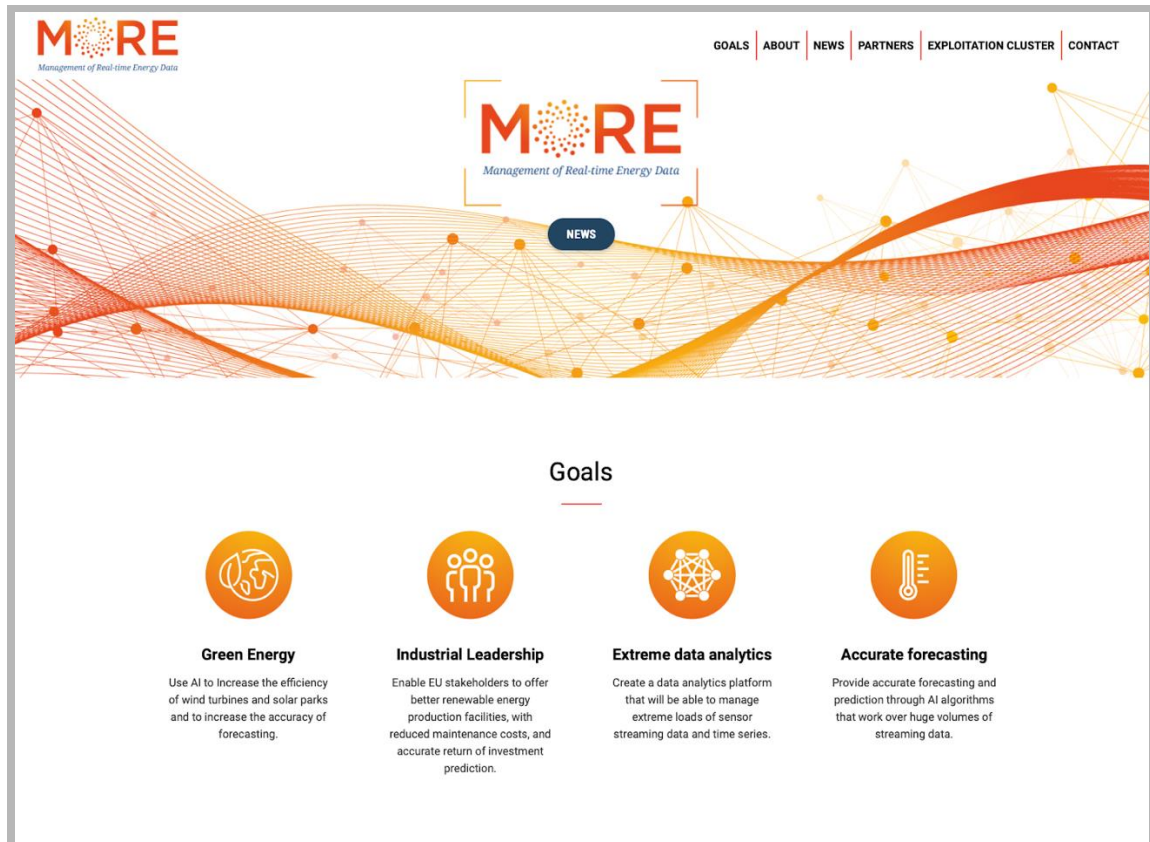 MORE
Management of Real-time Energy Data
GOALS ABOUT NEWS PARTNERS EXPLOITATION CLUSTER CONTACT
MORE
Management of Real-time Energy Data
NEWS
Goals
Green Energy
Use AI to Increase the efficiency
of wind turbines and solar parks
and to increase the accuracy of
forecasting.
Industrial Leadership
Enable EU stakeholders to offer
better renewable energy
production facilities, with
reduced maintenance costs, and
accurate return of investment
prediction.
Extreme data analytics
Create a data analytics platform
that will be able to manage
extreme loads of sensor
streaming data and time series.
Accurate forecasting
Provide accurate forecasting and
prediction through AI algorithms
that work over huge volumes of
streaming data.